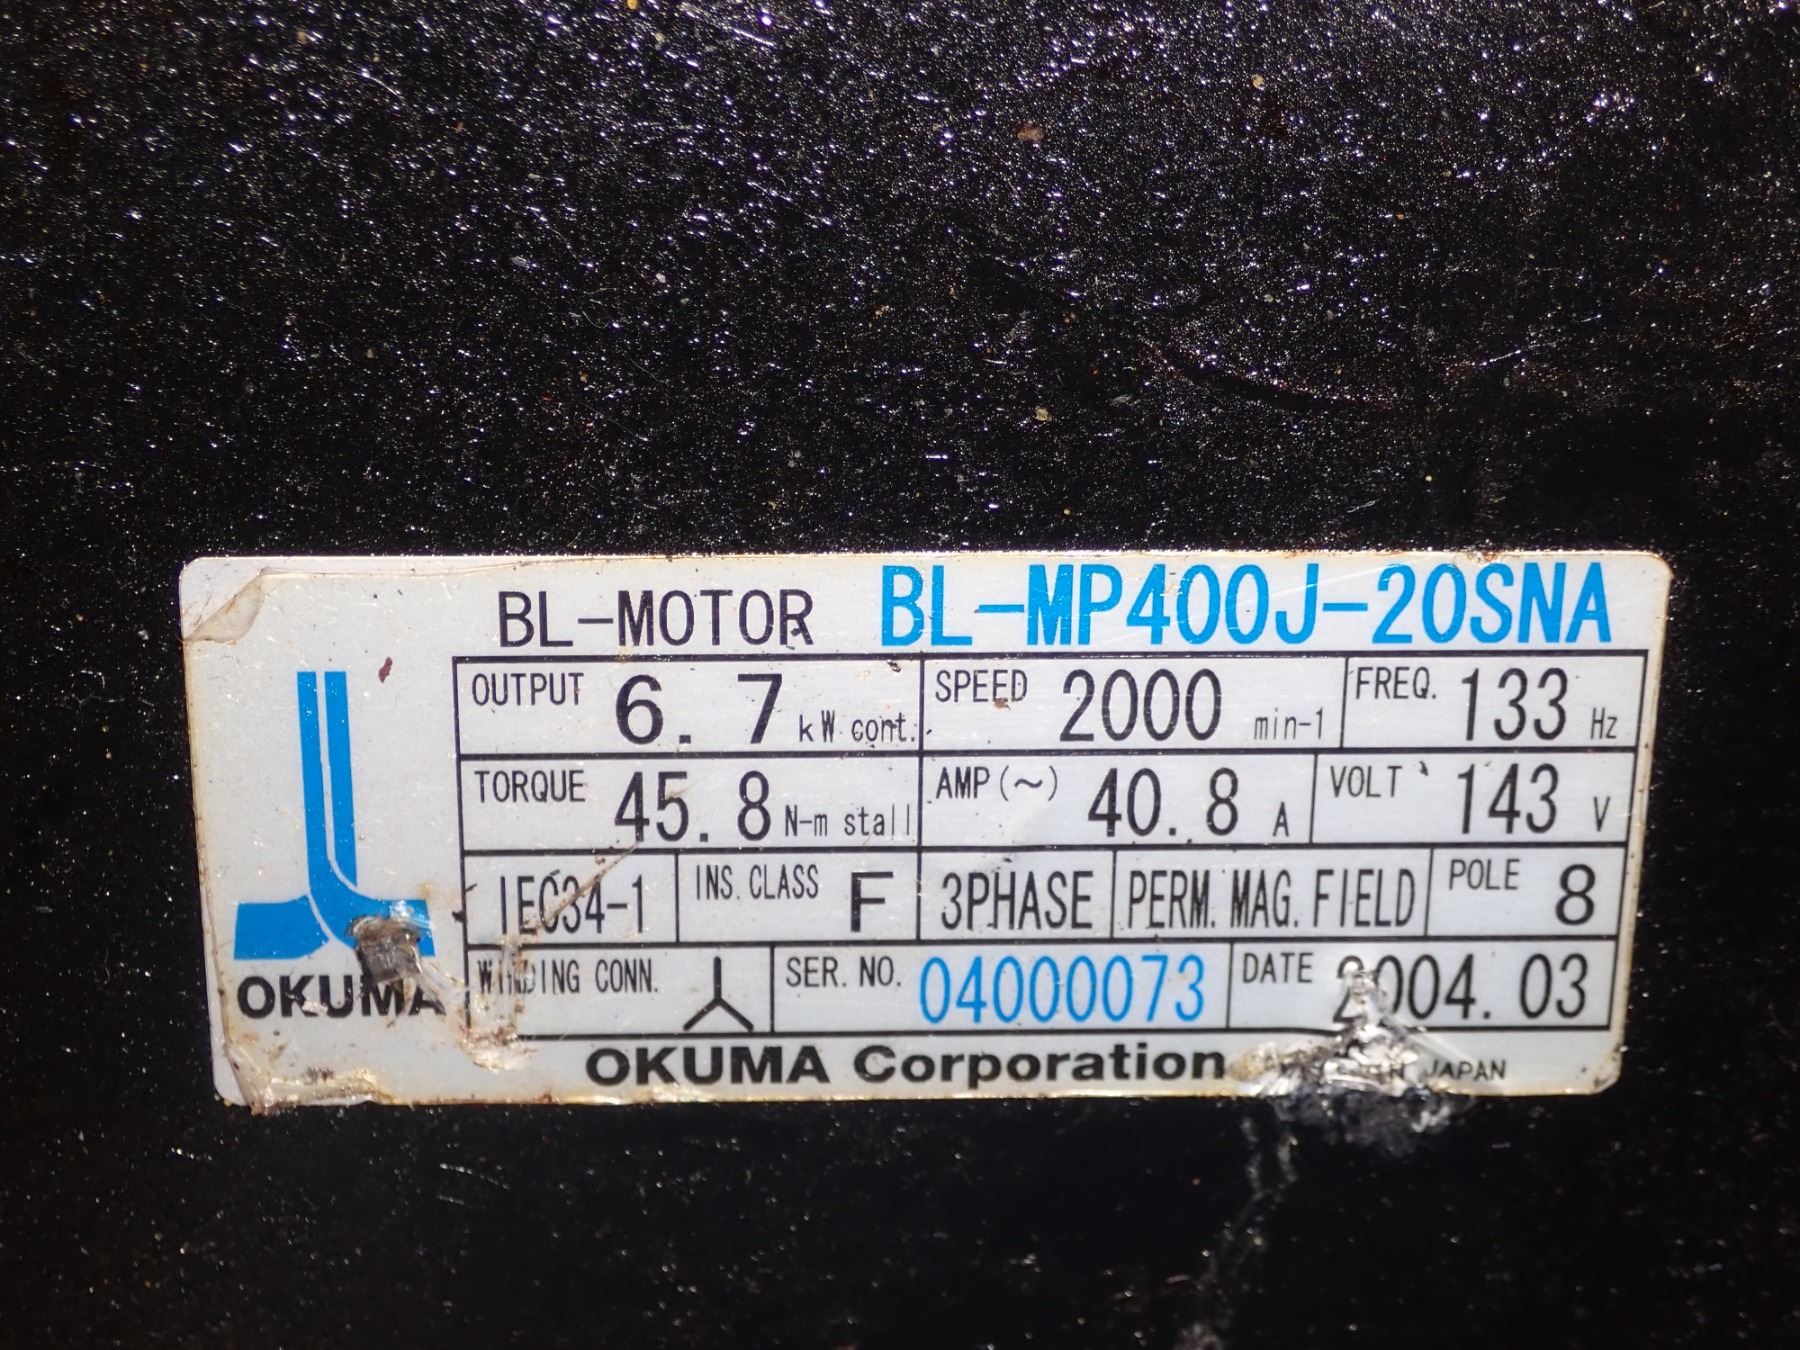 BL-MOTOR BL-MP400J-20SNA
OUTPUT 6.7 kW cont. SPEED 2000 min-1 FREQ. 133 Hz
TORQUE 45.8 N-m stall AMP(~) 40.8 A VOLT 143 V
IEC34-1 INS. CLASS F 3PHASE PERM. MAG. FIELD POLE 8
WINDING CONN. SER. NO. 04000073 DATE 2004.03
OKUMA
OKUMA Corporation JAPAN